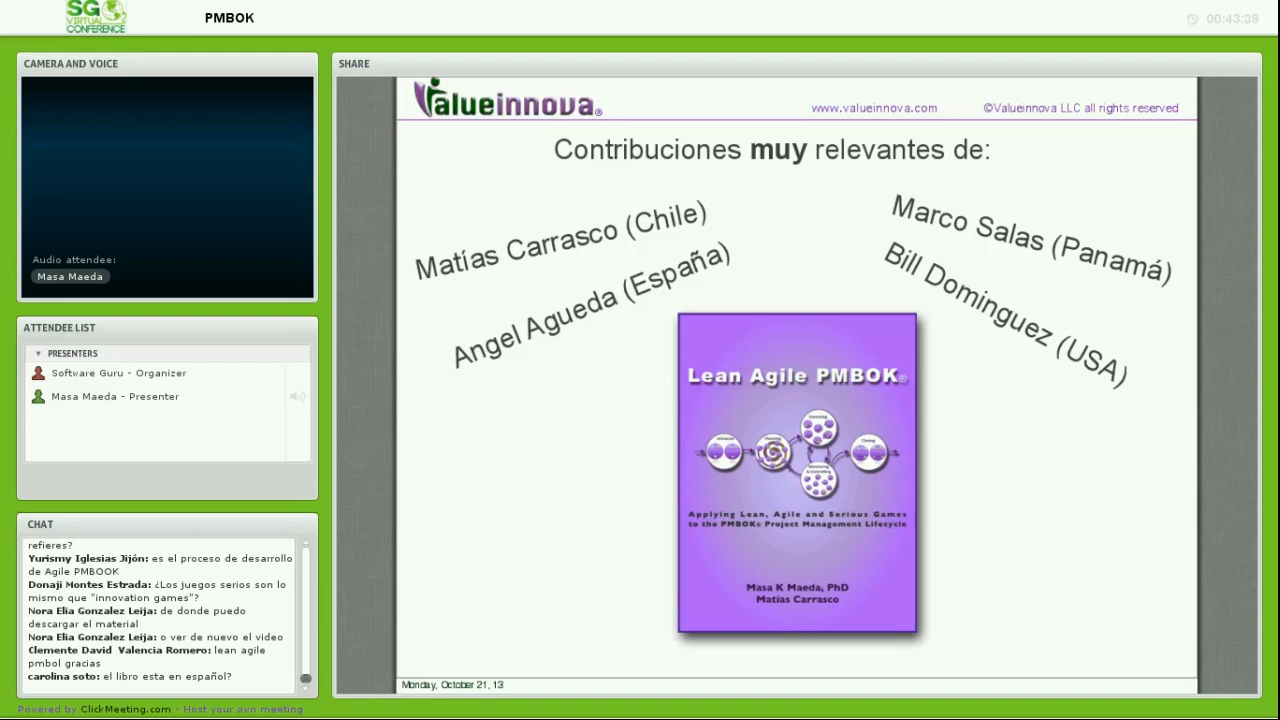 SG
VIRTUAL
CONFERENCE
PMBOK
00:43:39
CAMERA AND VOICE
Audio attendee:
Masa Maeda
ATTENDEE LIST
PRESENTERS
Software Guru - Organizer
Masa Maeda - Presenter
CHAT
refieres?
Yurismy Iglesias Jijón: es el proceso de desarrollo
de Agile PMBOOK
Donaji Montes Estrada: ¿Los juegos serios son lo
mismo que "innovation games"?
Nora Elia Gonzalez Leija: de donde puedo
descargar el material
Nora Elia Gonzalez Leija: o ver de nuevo el video
Clemente David Valencia Romero: lean agile
pmbol gracias
carolina soto: el libro esta en español?
SHARE
Valueinnova®
www.valueinnova.com
©Valueinnova LLC all rights reserved
Contribuciones muy relevantes de:
Matías Carrasco (Chile)
Angel Agueda (España)
Marco Salas (Panamá)
Bill Dominguez (USA)
Lean Agile PMBOK®
Initiation
Planning
Executing
Monitoring
& Controlling
Closing
Applying Lean, Agile and Serious Games
to the PMBOK® Project Management Lifecycle
Masa K Maeda, PhD
Matías Carrasco
Monday, October 21, 13
Powered by ClickMeeting.com - Host your own meeting